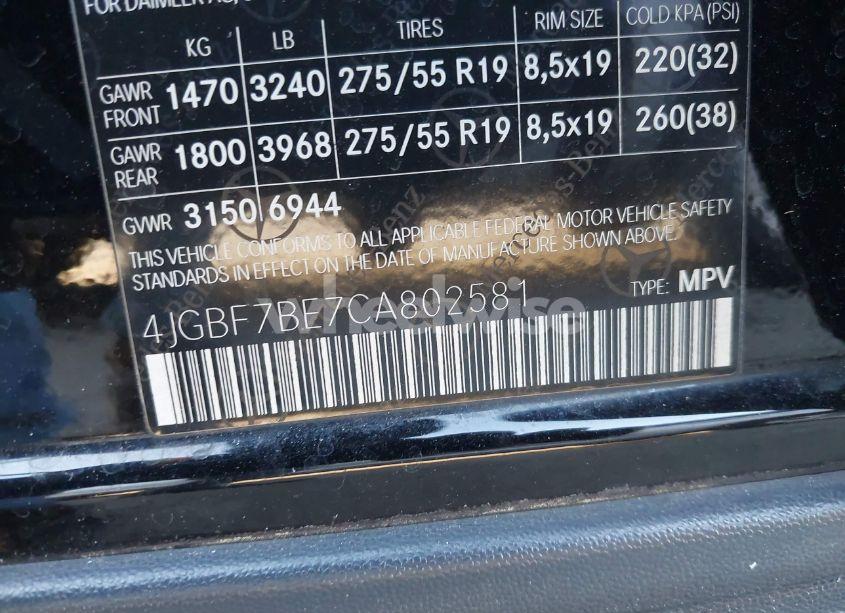 FOR DAIMLER AG,
KG LB TIRES RIM SIZE COLD KPA (PSI)
GAWR FRONT 1470 3240 275/55 R19 8,5x19 220(32)
GAWR REAR 1800 3968 275/55 R19 8,5x19 260(38)
GVWR 3150 6944
THIS VEHICLE CONFORMS TO ALL APPLICABLE FEDERAL MOTOR VEHICLE SAFETY
STANDARDS IN EFFECT ON THE DATE OF MANUFACTURE SHOWN ABOVE.
4JGBF7BE7CA802581 TYPE: MPV